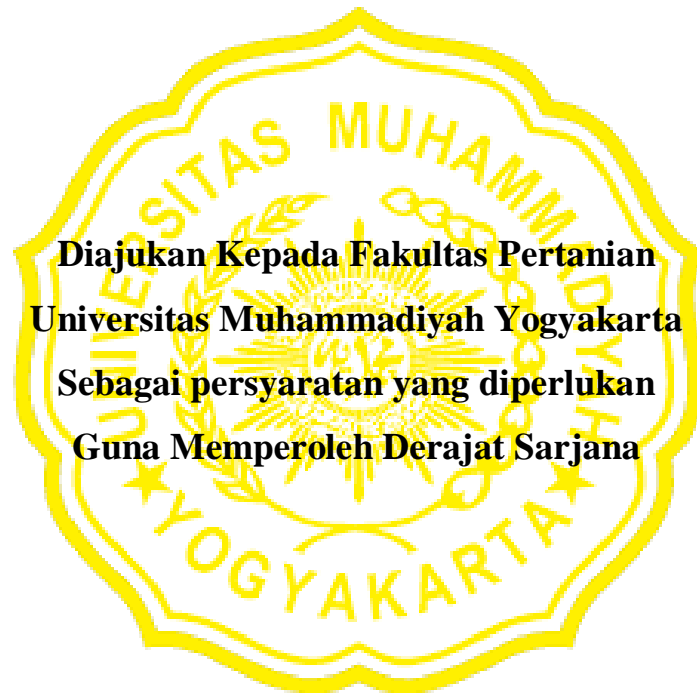 UNIVERSITAS MUHAMMADIYAH
Diajukan Kepada Fakultas Pertanian
Universitas Muhammadiyah Yogyakarta
Sebagai persyaratan yang diperlukan
Guna Memperoleh Derajat Sarjana
YOGYAKARTA